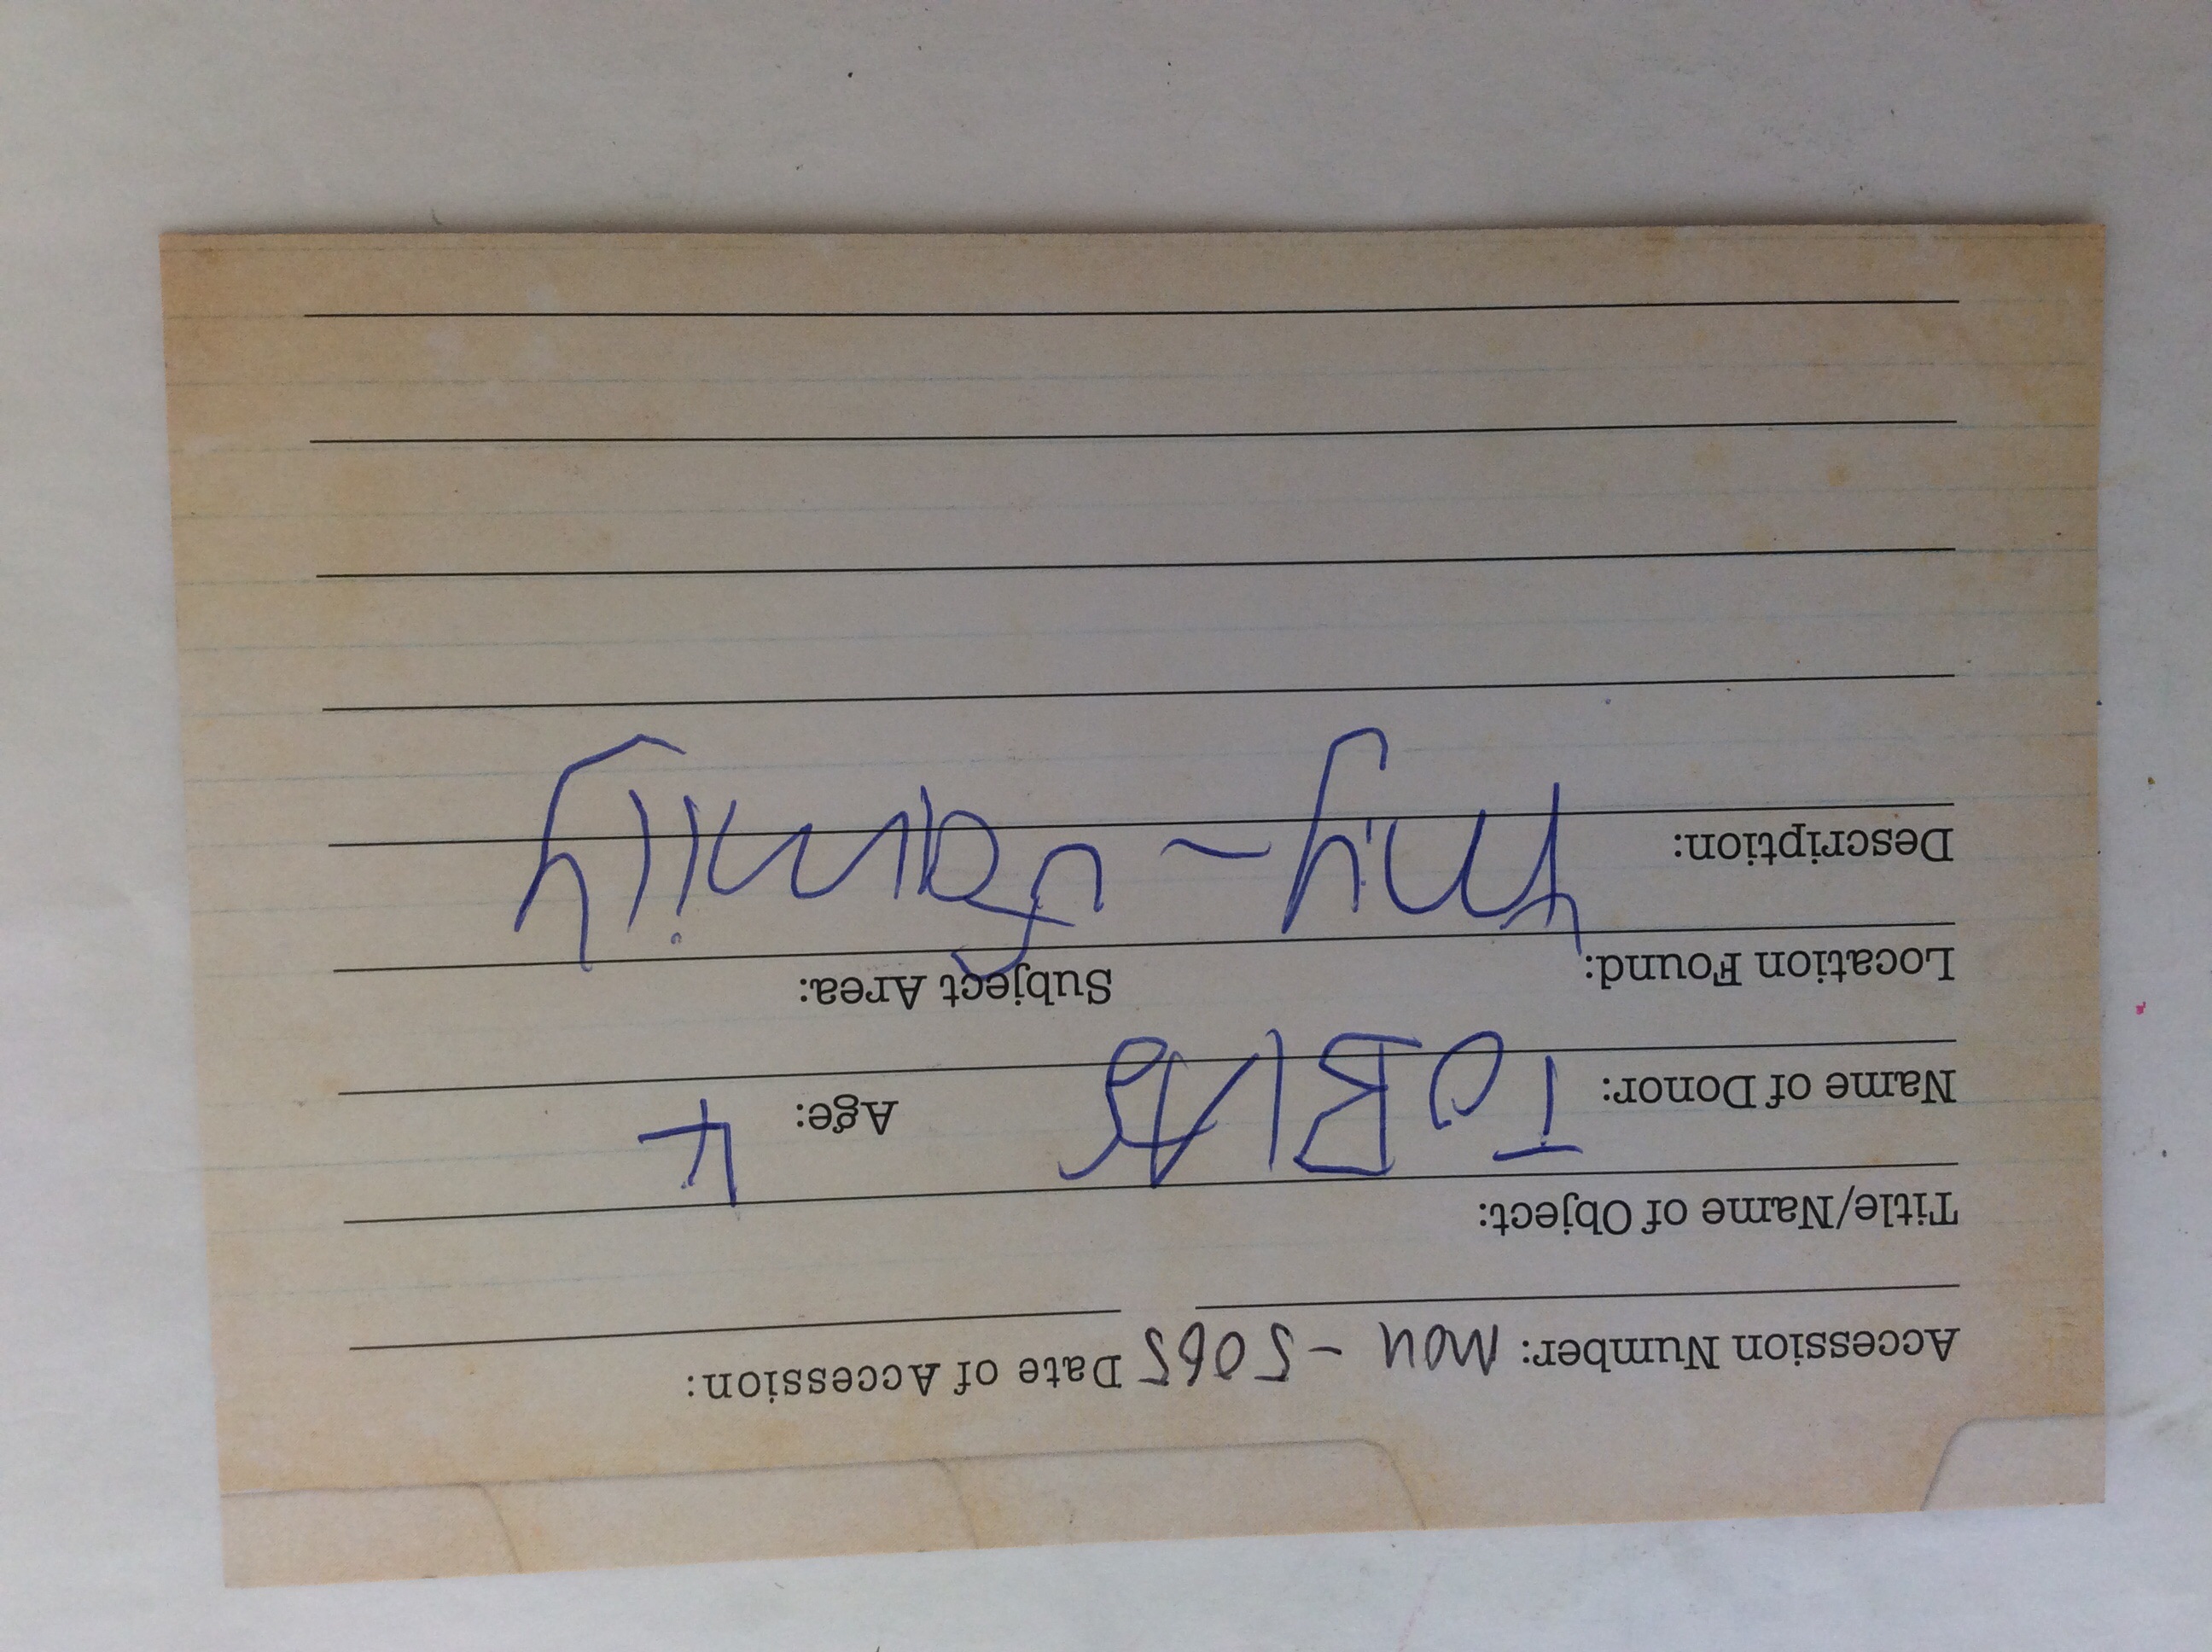 Accession Number: MOU - 5065 Date of Accession:
Title/Name of Object:
Name of Donor: TOBIAS Age: 4
Location Found: Subject Area:
Description: my - family